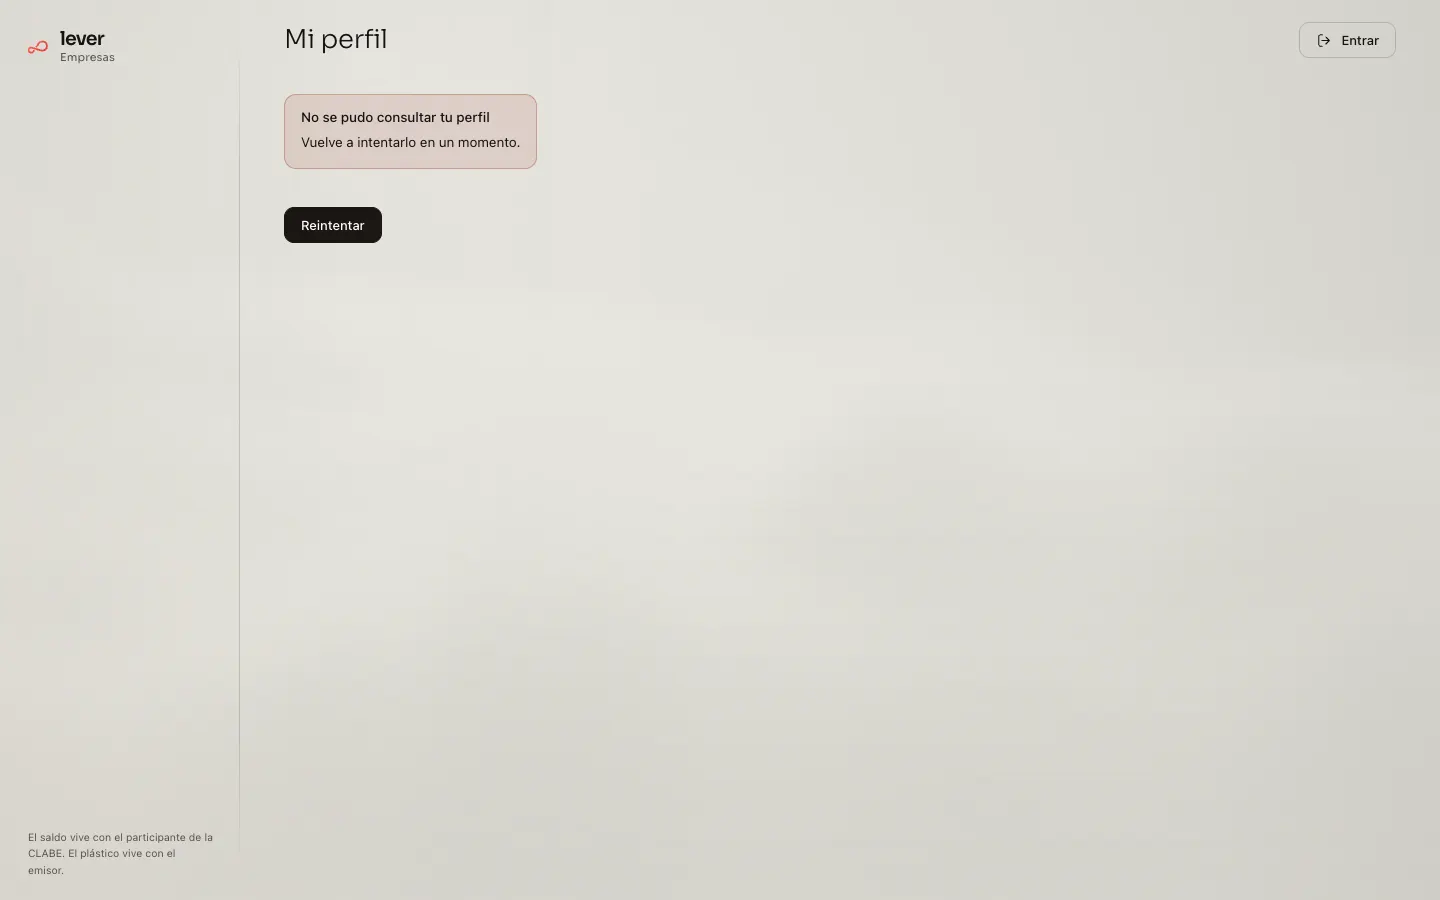 lever
Empresas
Mi perfil
Entrar
No se pudo consultar tu perfil
Vuelve a intentarlo en un momento.
Reintentar
El saldo vive con el participante de la
CLABE. El plástico vive con el
emisor.